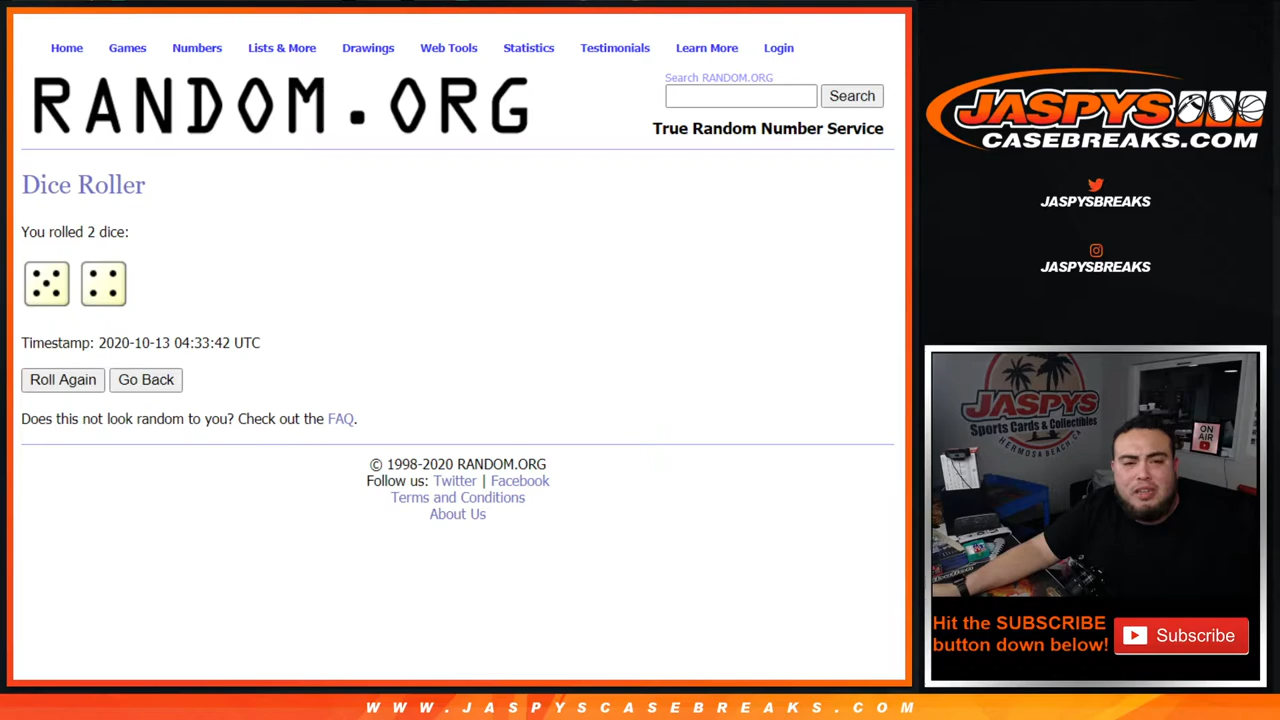 Home Games Numbers Lists & More Drawings Web Tools Statistics Testimonials Learn More Login
RANDOM.ORG
Search RANDOM.ORG
Search
True Random Number Service
Dice Roller
You rolled 2 dice:
Timestamp: 2020-10-13 04:33:42 UTC
Roll Again Go Back
Does this not look random to you? Check out the FAQ.
© 1998-2020 RANDOM.ORG
Follow us: Twitter | Facebook
Terms and Conditions
About Us
JASPYS
CASEBREAKS.COM
JASPYSBREAKS
JASPYSBREAKS
JASPYS
Sports Cards & Collectibles
HERMOSA BEACH, CA
ON
AIR
Hit the SUBSCRIBE
button down below!
Subscribe
WWW.JASPYSCASEBREAKS.COM